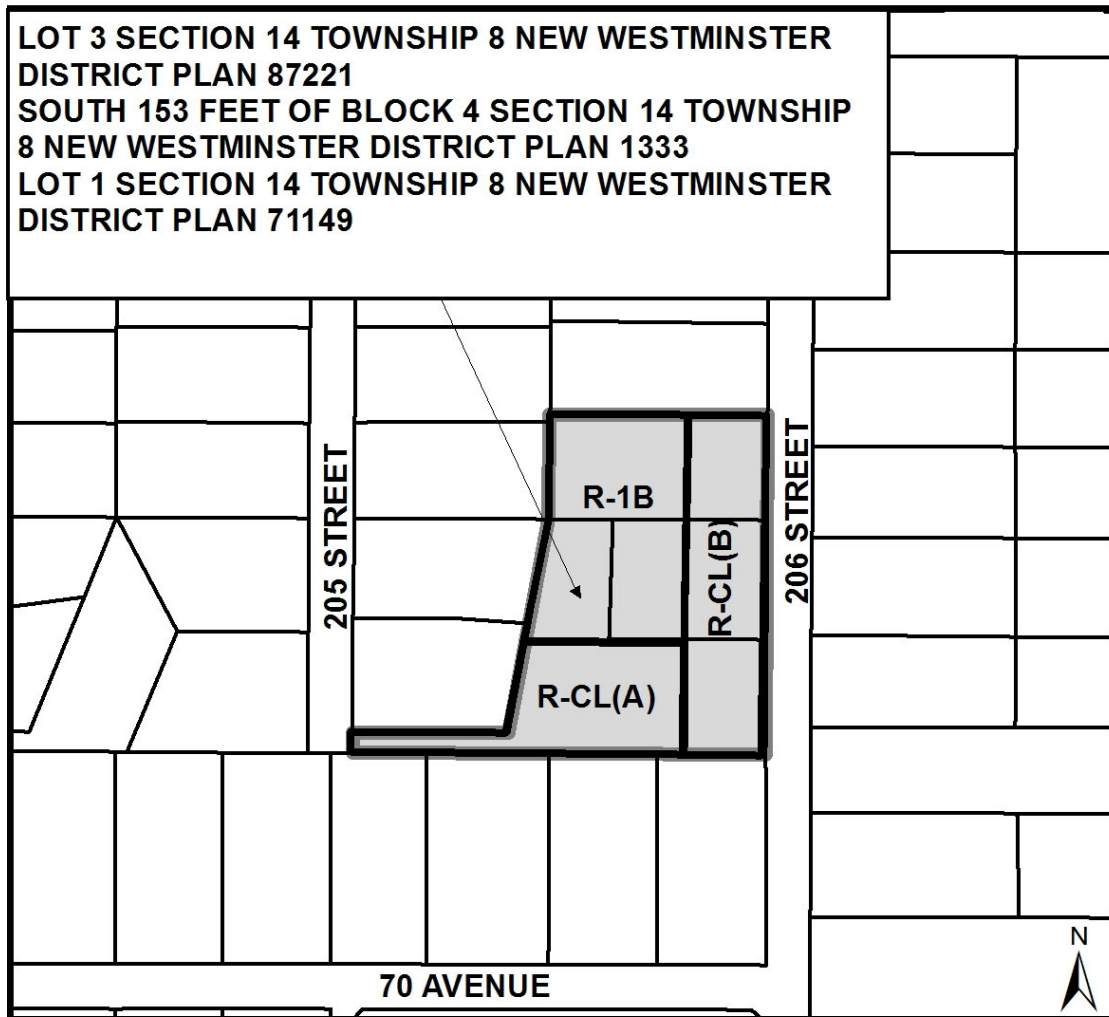 LOT 3 SECTION 14 TOWNSHIP 8 NEW WESTMINSTER
DISTRICT PLAN 87221
SOUTH 153 FEET OF BLOCK 4 SECTION 14 TOWNSHIP
8 NEW WESTMINSTER DISTRICT PLAN 1333
LOT 1 SECTION 14 TOWNSHIP 8 NEW WESTMINSTER
DISTRICT PLAN 71149
205 STREET
R-1B
R-CL(B)
206 STREET
R-CL(A)
70 AVENUE
N